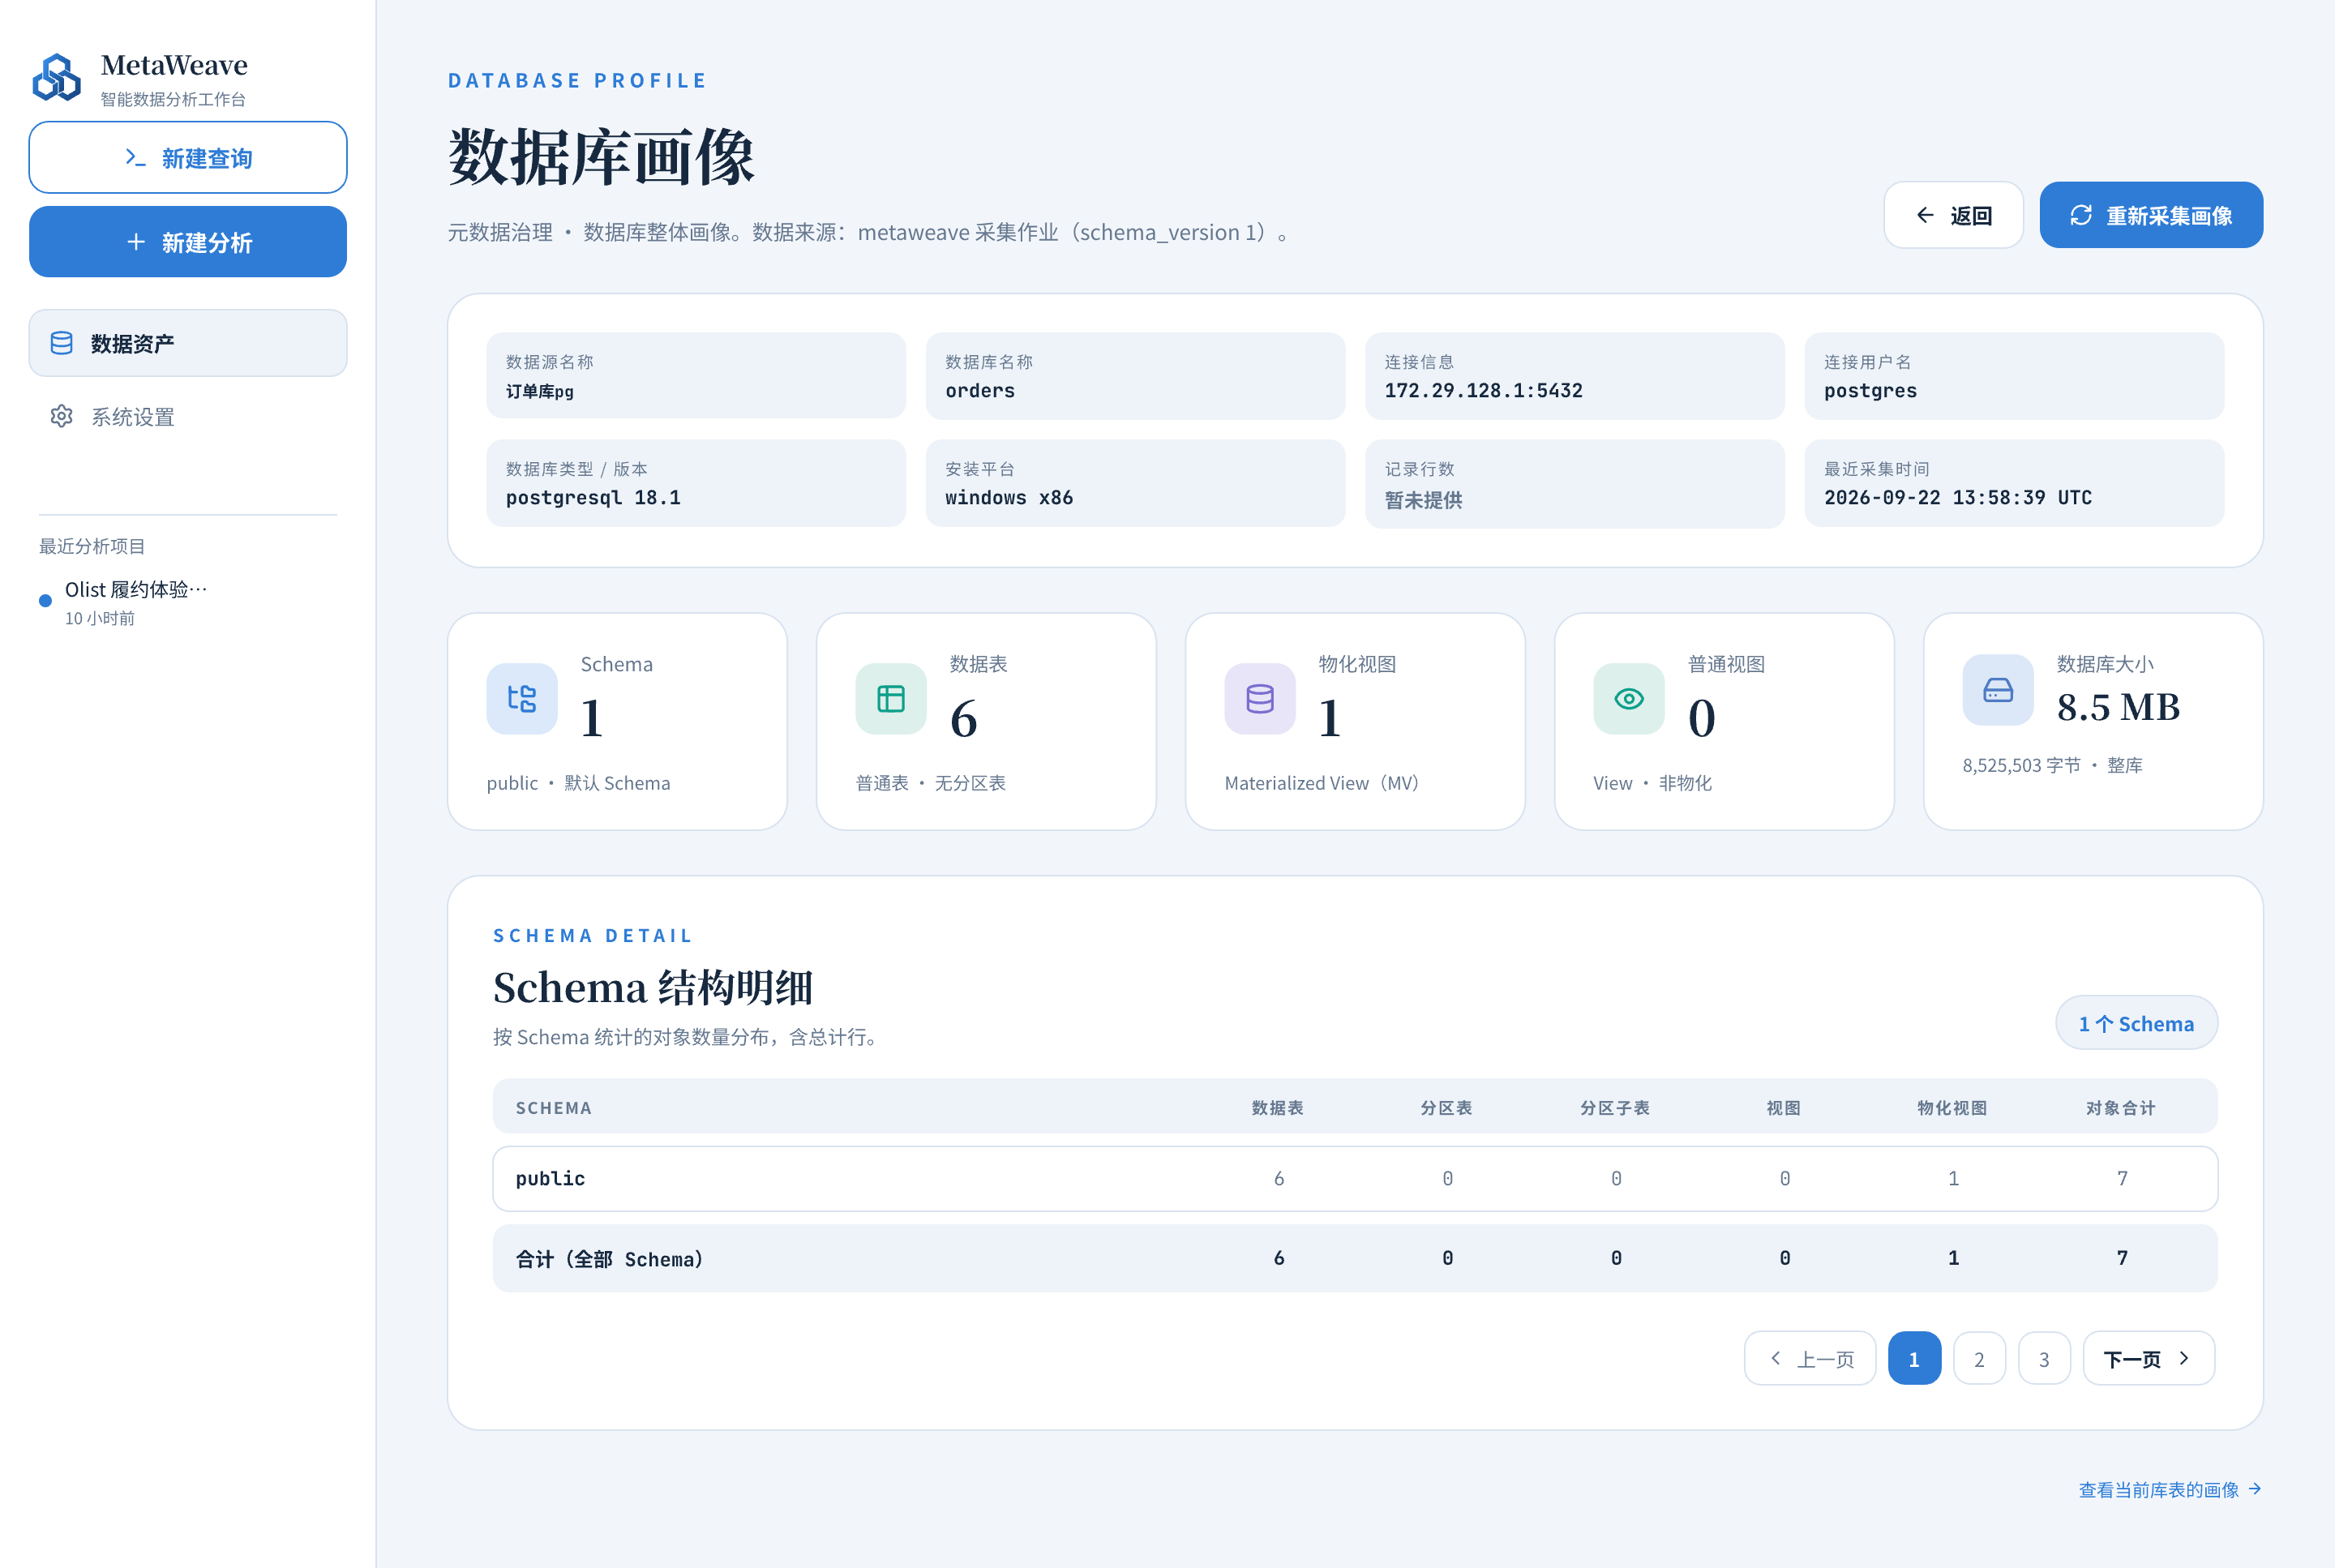 MetaWeave
智能数据分析工作台
新建查询
新建分析
数据资产
系统设置
最近分析项目
Olist 履约体验…
10 小时前
DATABASE PROFILE
数据库画像
元数据治理 · 数据库整体画像。数据来源：metaweave 采集作业（schema_version 1）。
返回
重新采集画像
数据源名称
订单库pg
数据库名称
orders
连接信息
172.29.128.1:5432
连接用户名
postgres
数据库类型 / 版本
postgresql 18.1
安装平台
windows x86
记录行数
暂未提供
最近采集时间
2026-09-22 13:58:39 UTC
Schema
1
public · 默认 Schema
数据表
6
普通表 · 无分区表
物化视图
1
Materialized View（MV）
普通视图
0
View · 非物化
数据库大小
8.5 MB
8,525,503 字节 · 整库
SCHEMA DETAIL
Schema 结构明细
按 Schema 统计的对象数量分布，含总计行。
1 个 Schema
SCHEMA 数据表 分区表 分区子表 视图 物化视图 对象合计
public 6 0 0 0 1 7
合计（全部 Schema） 6 0 0 0 1 7
上一页 1 2 3 下一页
查看当前库表的画像